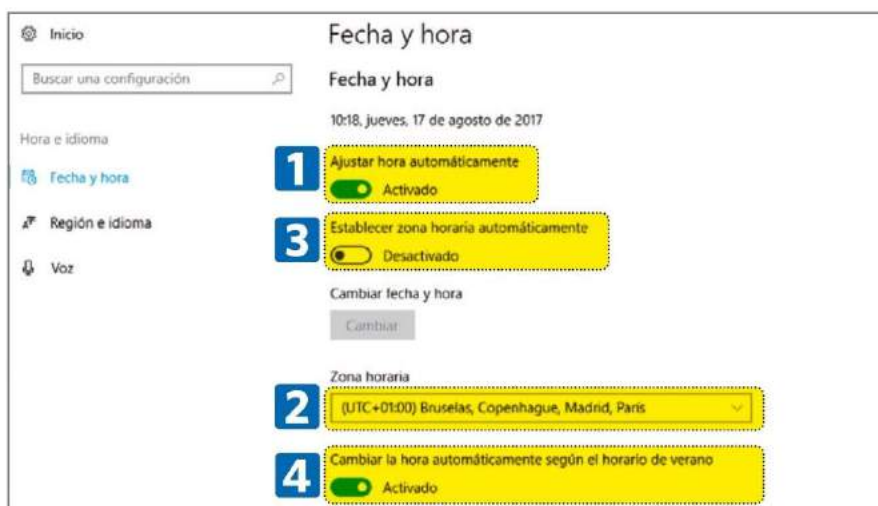 Inicio
Buscar una configuración
Hora e idioma
Fecha y hora
Región e idioma
Voz
Fecha y hora
Fecha y hora
10:18, jueves, 17 de agosto de 2017
1
Ajustar hora automáticamente
Activado
3
Establecer zona horaria automáticamente
Desactivado
Cambiar fecha y hora
Cambiar
Zona horaria
2
(UTC+01:00) Bruselas, Copenhague, Madrid, París
4
Cambiar la hora automáticamente según el horario de verano
Activado